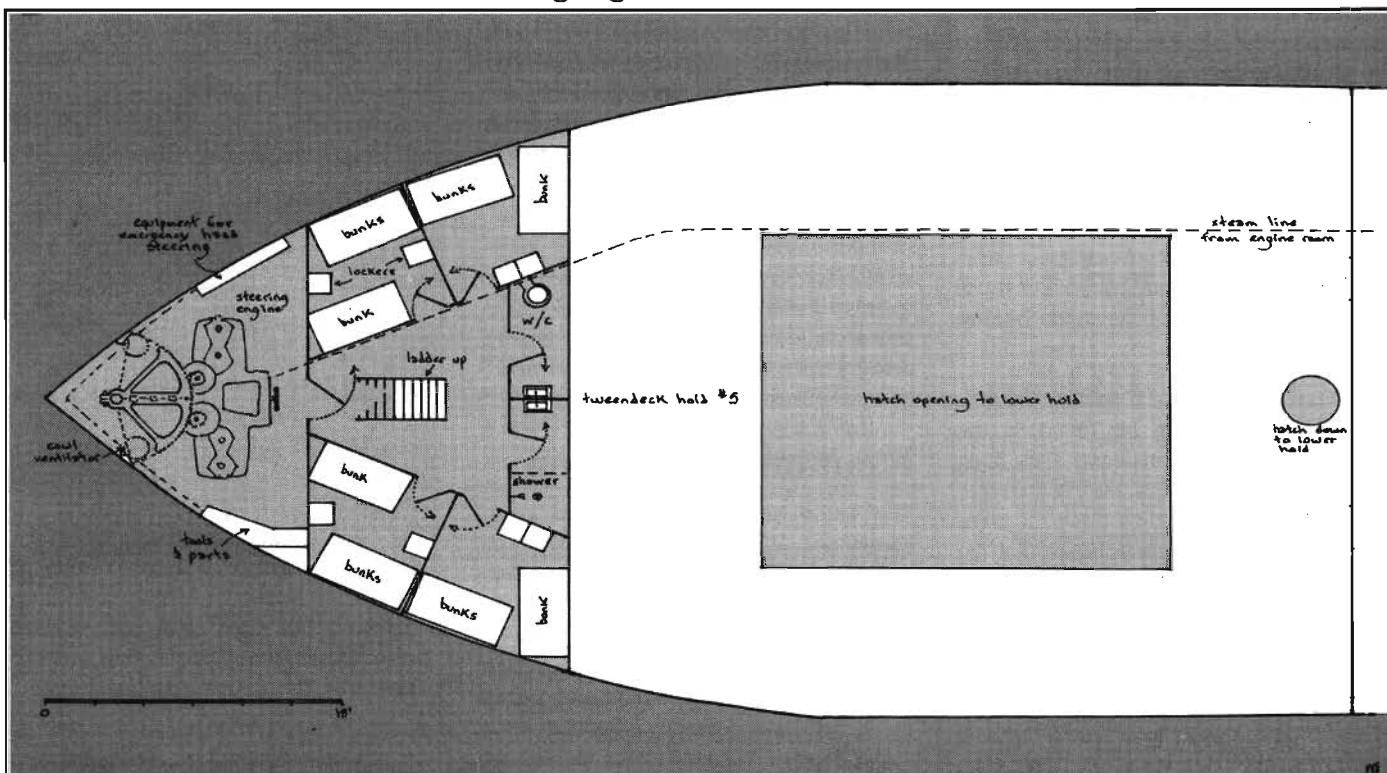 bunks
bunks
bunk
equipment for
emergency hand
steering
steam line
from engine room
lockers
steering
engine
bunk
w/c
ladder up
tweendeck hold #5
hatch opening to lower hold
hatch down
to lower
hold
cowl
ventilator
bunk
shower
tools
& parts
bunks
bunks
bunk
0